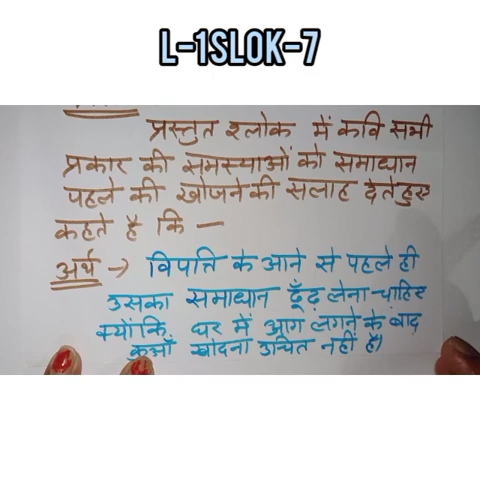 L-1SLOK-7
प्रस्तुत श्लोक में कवि सभी
प्रकार की समस्याओं को समाधान
पहले की खोजने की सलाह देते हुए
कहते है कि —
अर्थ → विपत्ति के आने से पहले ही
उसका समाधान ढूँढ़ लेना चाहिए
क्योंकि घर में आग लगने के बाद
कुआँ खोदना उचित नहीं है।